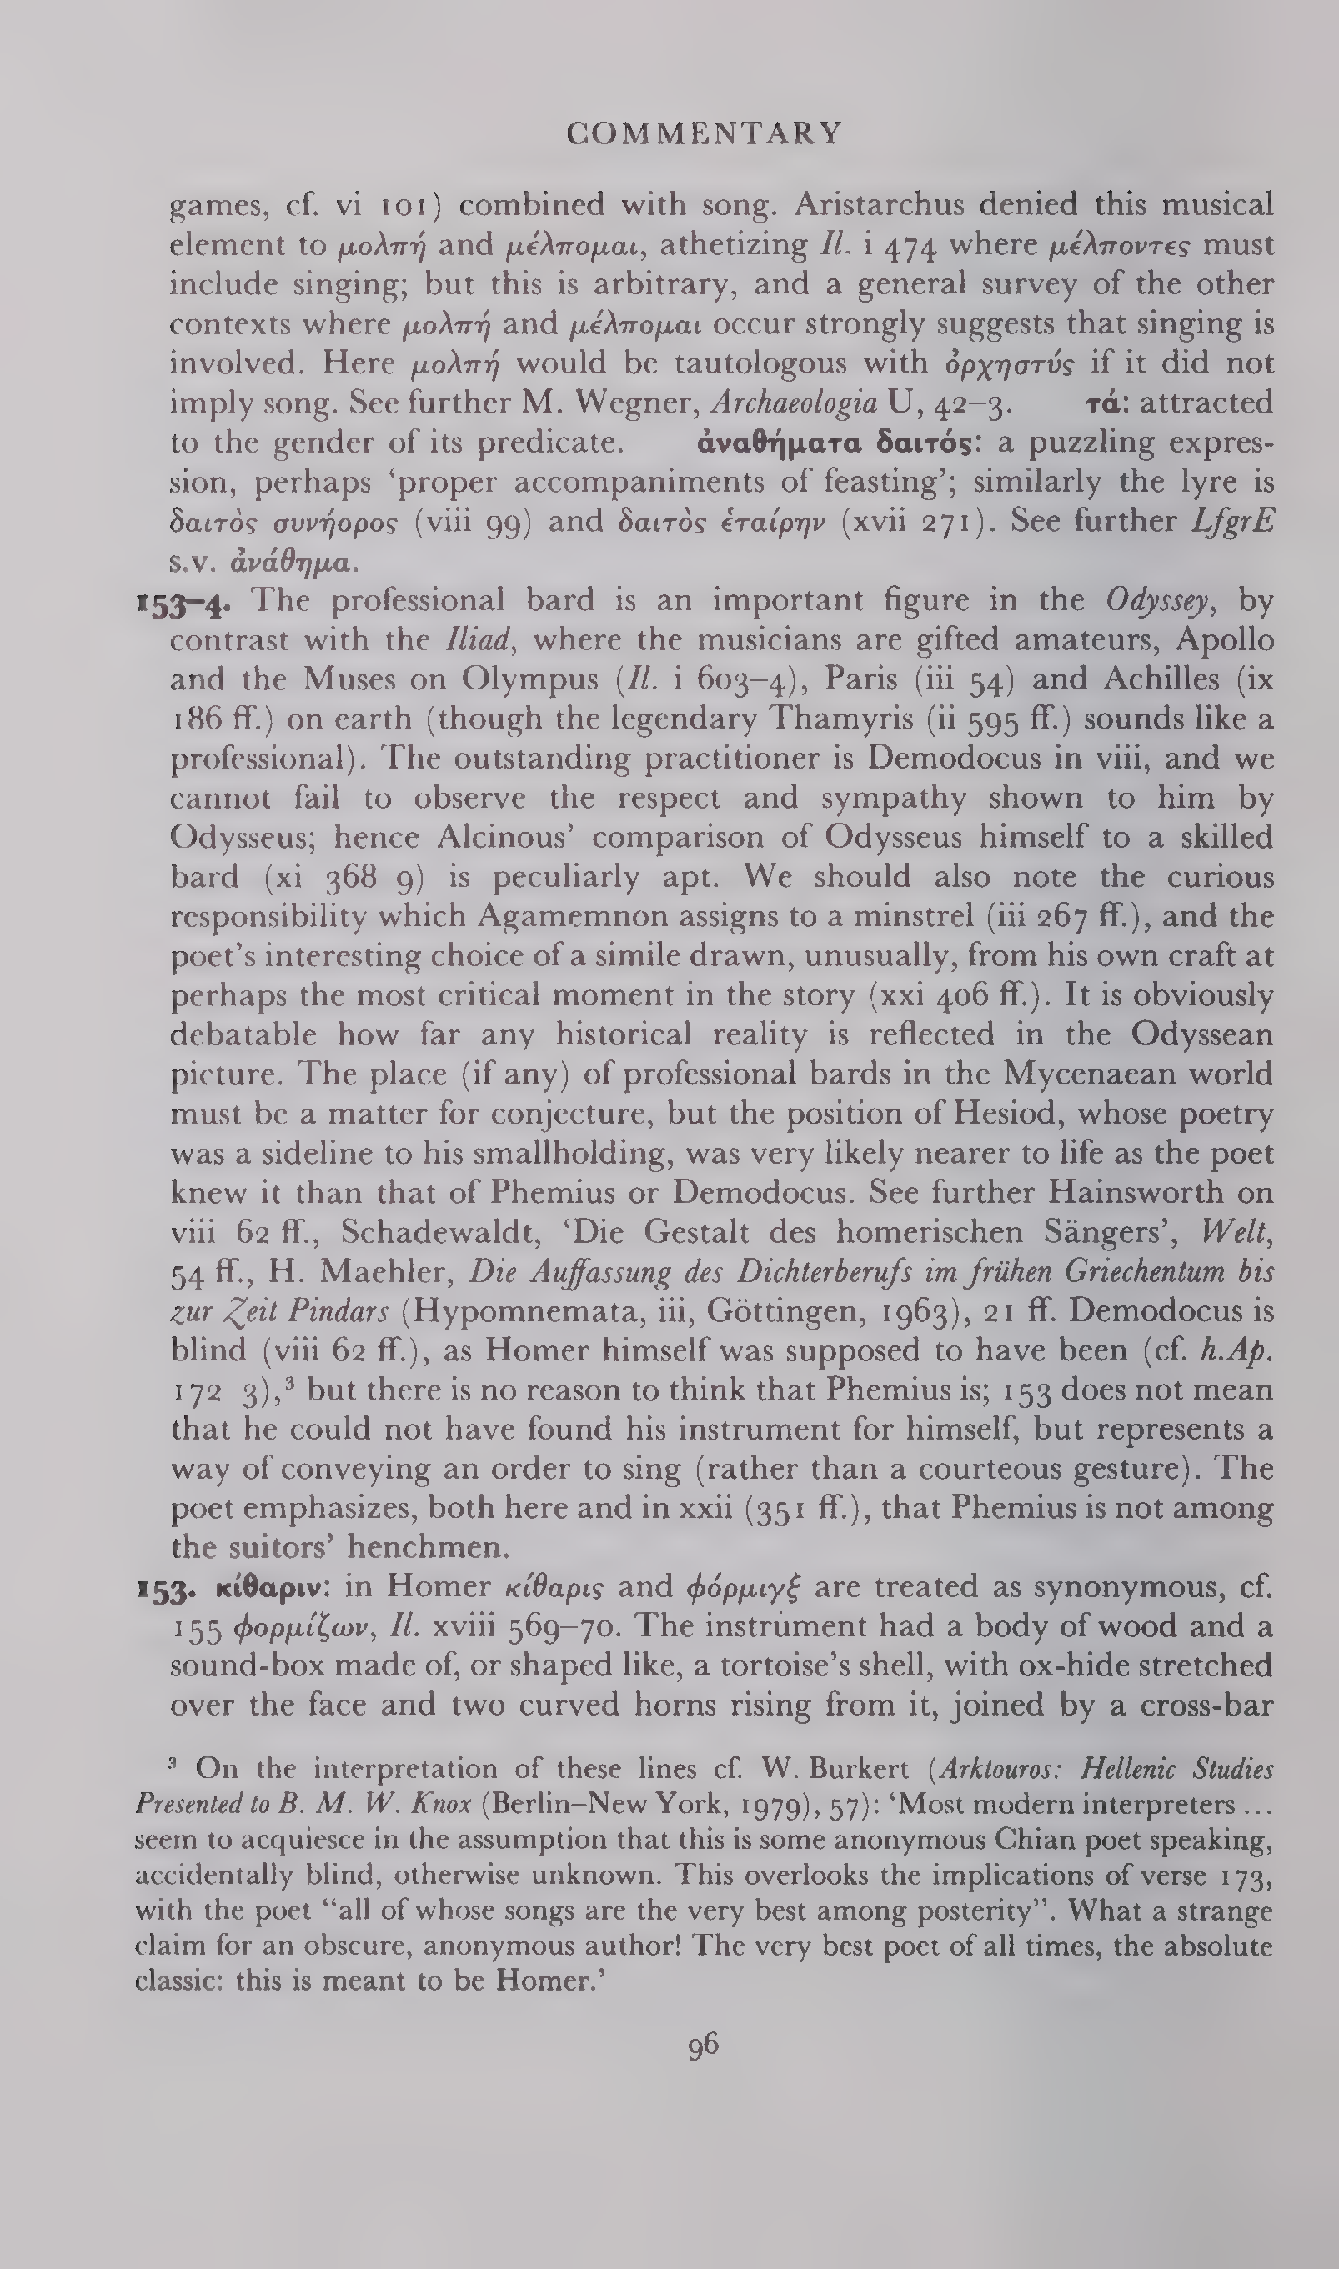 COMMENTARY
games, cf. vi 101) combined with song. Aristarchus denied this musical
element to μολπή and μέλπομαι, athetizing Il. i 474 where μέλποντες must
include singing; but this is arbitrary, and a general survey of the other
contexts where μολπή and μέλπομαι occur strongly suggests that singing is
involved. Here μολπή would be tautologous with ὀρχηστύς if it did not
imply song. See further M. Wegner, Archaeologia U, 42–3. τά: attracted
to the gender of its predicate. ἀναθήματα δαιτός: a puzzling expres-
sion, perhaps ‘proper accompaniments of feasting’; similarly the lyre is
δαιτὸς συνήορος (viii 99) and δαιτὸς ἑταίρην (xvii 271). See further LfgrE
s.v. ἀνάθημα.
153–4. The professional bard is an important figure in the Odyssey, by
contrast with the Iliad, where the musicians are gifted amateurs, Apollo
and the Muses on Olympus (Il. i 603–4), Paris (iii 54) and Achilles (ix
186 ff.) on earth (though the legendary Thamyris (ii 595 ff.) sounds like a
professional). The outstanding practitioner is Demodocus in viii, and we
cannot fail to observe the respect and sympathy shown to him by
Odysseus; hence Alcinous’ comparison of Odysseus himself to a skilled
bard (xi 368 9) is peculiarly apt. We should also note the curious
responsibility which Agamemnon assigns to a minstrel (iii 267 ff.), and the
poet’s interesting choice of a simile drawn, unusually, from his own craft at
perhaps the most critical moment in the story (xxi 406 ff.). It is obviously
debatable how far any historical reality is reflected in the Odyssean
picture. The place (if any) of professional bards in the Mycenaean world
must be a matter for conjecture, but the position of Hesiod, whose poetry
was a sideline to his smallholding, was very likely nearer to life as the poet
knew it than that of Phemius or Demodocus. See further Hainsworth on
viii 62 ff., Schadewaldt, ‘Die Gestalt des homerischen Sängers’, Welt,
54 ff., H. Maehler, Die Auffassung des Dichterberufs im frühen Griechentum bis
zur Zeit Pindars (Hypomnemata, iii, Göttingen, 1963), 21 ff. Demodocus is
blind (viii 62 ff.), as Homer himself was supposed to have been (cf. h.Ap.
172 3),³ but there is no reason to think that Phemius is; 153 does not mean
that he could not have found his instrument for himself, but represents a
way of conveying an order to sing (rather than a courteous gesture). The
poet emphasizes, both here and in xxii (351 ff.), that Phemius is not among
the suitors’ henchmen.
153. κίθαριν: in Homer κίθαρις and φόρμιγξ are treated as synonymous, cf.
155 φορμίζων, Il. xviii 569–70. The instrument had a body of wood and a
sound-box made of, or shaped like, a tortoise’s shell, with ox-hide stretched
over the face and two curved horns rising from it, joined by a cross-bar
³ On the interpretation of these lines cf. W. Burkert (Arktouros: Hellenic Studies
Presented to B. M. W. Knox (Berlin–New York, 1979), 57): ‘Most modern interpreters ...
seem to acquiesce in the assumption that this is some anonymous Chian poet speaking,
accidentally blind, otherwise unknown. This overlooks the implications of verse 173,
with the poet “all of whose songs are the very best among posterity”. What a strange
claim for an obscure, anonymous author! The very best poet of all times, the absolute
classic: this is meant to be Homer.’
96